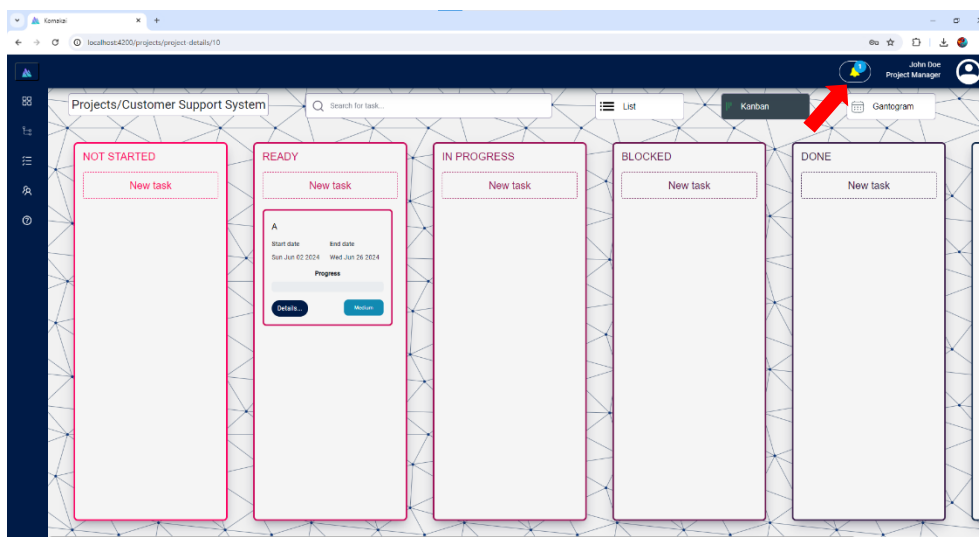 Komakai
localhost:4200/projects/project-details/10
1
John Doe
Project Manager
Projects/Customer Support System
Search for task...
List
Kanban
Gantogram
NOT STARTED
New task
READY
New task
A
Start date End date
Sun Jun 02 2024 Wed Jun 26 2024
Progress
Details...
Medium
IN PROGRESS
New task
BLOCKED
New task
DONE
New task